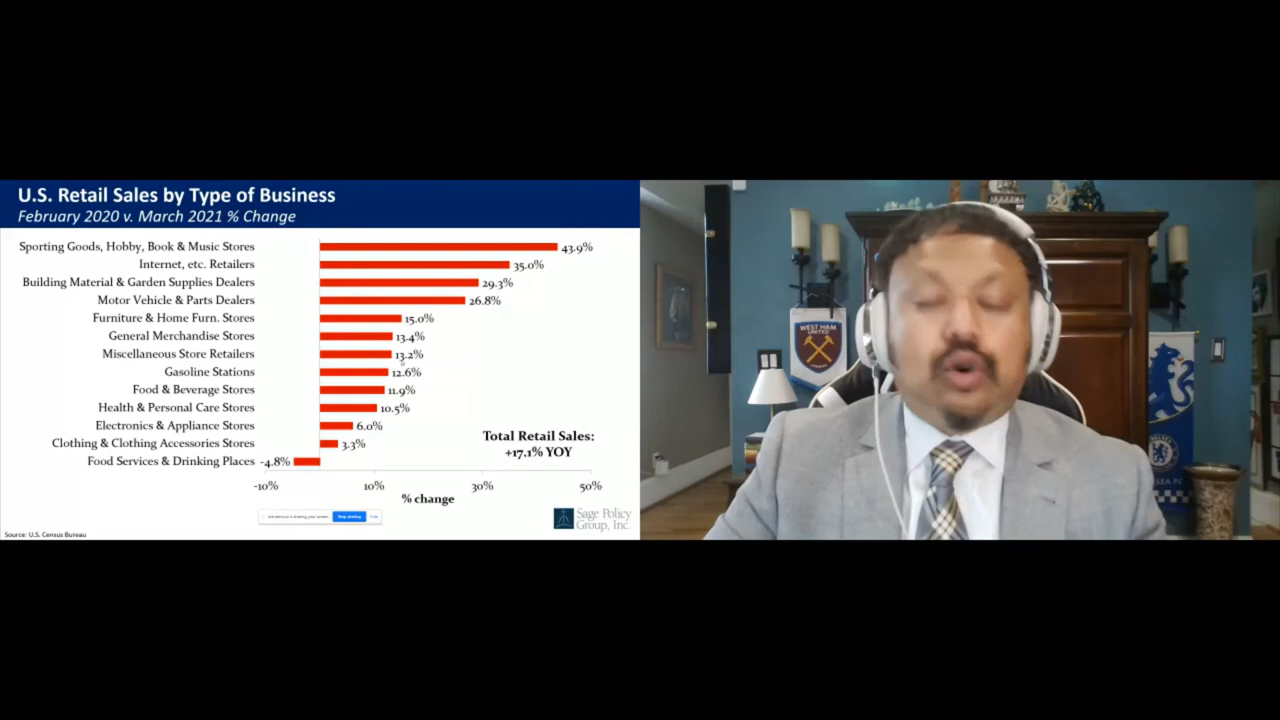 U.S. Retail Sales by Type of Business
February 2020 v. March 2021 % Change
Sporting Goods, Hobby, Book & Music Stores 43.9%
Internet, etc. Retailers 35.0%
Building Material & Garden Supplies Dealers 29.3%
Motor Vehicle & Parts Dealers 26.8%
Furniture & Home Furn. Stores 15.0%
General Merchandise Stores 13.4%
Miscellaneous Store Retailers 13.2%
Gasoline Stations 12.6%
Food & Beverage Stores 11.9%
Health & Personal Care Stores 10.5%
Electronics & Appliance Stores 6.0%
Clothing & Clothing Accessories Stores 3.3%
Food Services & Drinking Places -4.8%
Total Retail Sales:
+17.1% YOY
-10% 10% 30% 50%
% change
Stop sharing
Sage Policy
Group, Inc.
Source: U.S. Census Bureau
WEST HAM
UNITED